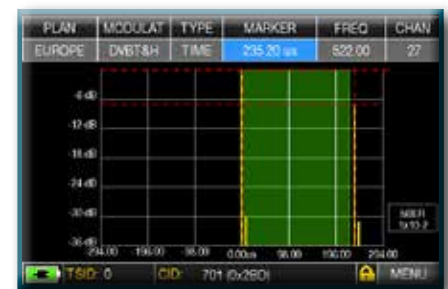 PLAN MODULAT TYPE MARKER FREQ CHAN
EUROPE DVBT&H TIME 235.20 us 522.00 27
-6 dB
-12 dB
-18 dB
-24 dB
-30 dB
-36 dB
294.00 -196.00 -98.00 0.00us 98.00 196.00 294.00
TSID: 0 CID: 701 (0x2BD) MENU